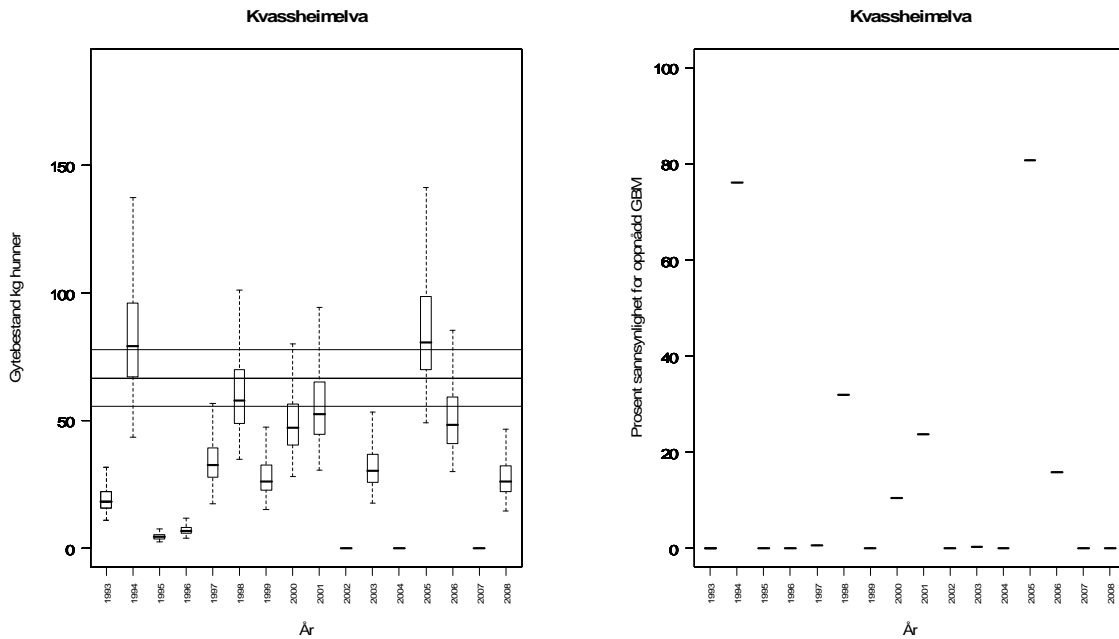 Kvassheimelva
Gytebestand kg hunner
150
100
50
0
1993 1994 1995 1996 1997 1998 1999 2000 2001 2002 2003 2004 2005 2006 2007 2008
År
Kvassheimelva
Prosent sannsynlighet for oppnådd GBM
100
80
60
40
20
0
1993 1994 1995 1996 1997 1998 1999 2000 2001 2002 2003 2004 2005 2006 2007 2008
År